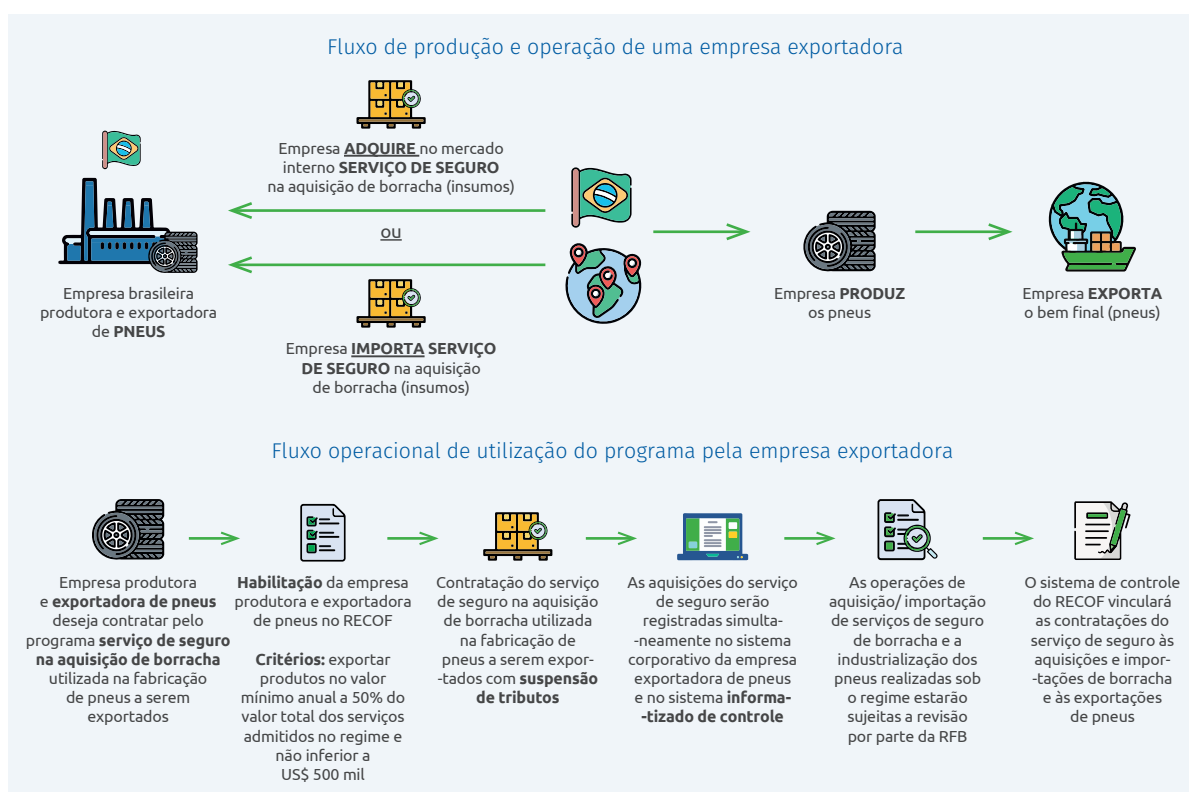 Fluxo de produção e operação de uma empresa exportadora
Empresa ADQUIRE no mercado
interno SERVIÇO DE SEGURO
na aquisição de borracha (insumos)
OU
Empresa brasileira
produtora e exportadora
de PNEUS
Empresa IMPORTA SERVIÇO
DE SEGURO na aquisição
de borracha (insumos)
Empresa PRODUZ
os pneus
Empresa EXPORTA
o bem final (pneus)
Fluxo operacional de utilização do programa pela empresa exportadora
Empresa produtora
e exportadora de pneus
deseja contratar pelo
programa serviço de seguro
na aquisição de borracha
utilizada na fabricação
de pneus a serem
exportados
Habilitação da empresa
produtora e exportadora
de pneus no RECOF
Critérios: exportar
produtos no valor
mínimo anual a 50% do
valor total dos serviços
admitidos no regime e
não inferior a
US$ 500 mil
Contratação do serviço
de seguro na aquisição
de borracha utilizada
na fabricação de
pneus a serem expor-
-tados com suspensão
de tributos
As aquisições do serviço
de seguro serão
registradas simulta-
-neamente no sistema
corporativo da empresa
exportadora de pneus
e no sistema informa-
-tizado de controle
As operações de
aquisição/ importação
de serviços de seguro
de borracha e a
industrialização dos
pneus realizadas sob
o regime estarão
sujeitas a revisão
por parte da RFB
O sistema de controle
do RECOF vinculará
as contratações do
serviço de seguro às
aquisições e impor-
-tações de borracha
e às exportações
de pneus